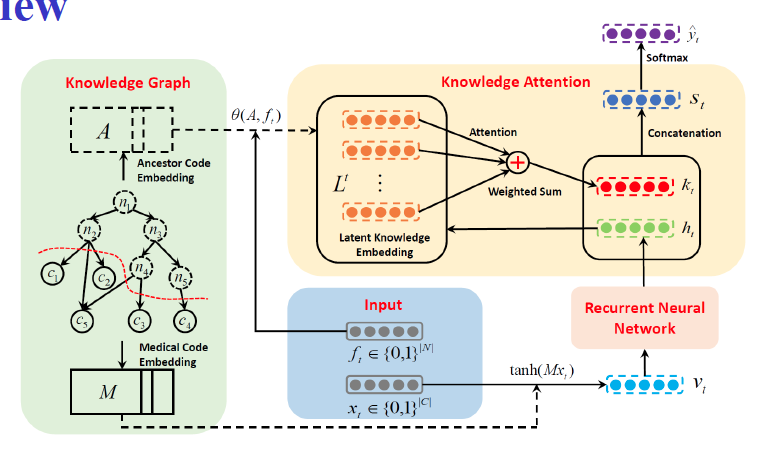 iew
Knowledge Graph
A
Ancestor Code
Embedding
n₁
n₂
n₃
n₄
n₅
c₁
c₂
c₅
c₃
c₄
Medical Code
Embedding
M
θ(A, fₜ)
Knowledge Attention
Lᵗ
⋮
Latent Knowledge
Embedding
Attention
+
Weighted Sum
ŷₜ
Softmax
sₜ
Concatenation
kₜ
hₜ
Input
fₜ ∈ {0,1}^|N|
xₜ ∈ {0,1}^|C|
tanh(Mxₜ)
Recurrent Neural
Network
vₜ